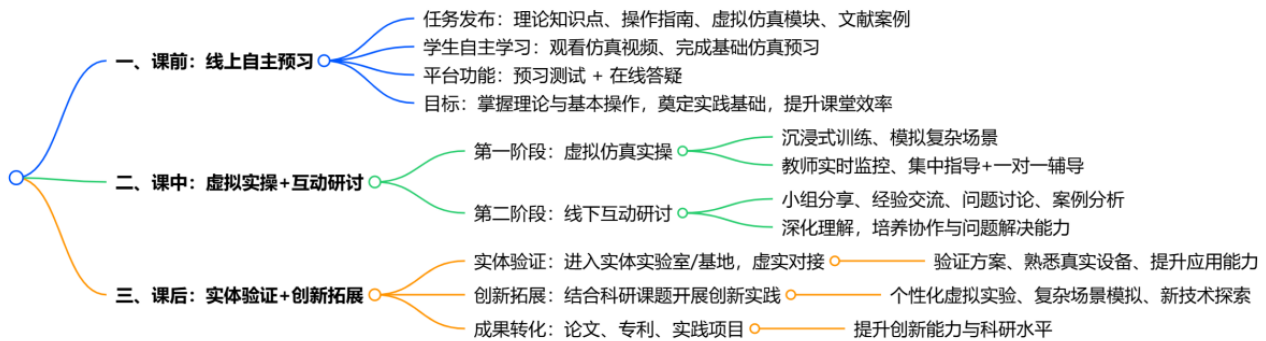 一、课前：线上自主预习
任务发布：理论知识点、操作指南、虚拟仿真模块、文献案例
学生自主学习：观看仿真视频、完成基础仿真预习
平台功能：预习测试 + 在线答疑
目标：掌握理论与基本操作，奠定实践基础，提升课堂效率
二、课中：虚拟实操+互动研讨
第一阶段：虚拟仿真实操
沉浸式训练、模拟复杂场景
教师实时监控、集中指导+一对一辅导
第二阶段：线下互动研讨
小组分享、经验交流、问题讨论、案例分析
深化理解，培养协作与问题解决能力
三、课后：实体验证+创新拓展
实体验证：进入实体实验室/基地，虚实对接
验证方案、熟悉真实设备、提升应用能力
创新拓展：结合科研课题开展创新实践
个性化虚拟实验、复杂场景模拟、新技术探索
成果转化：论文、专利、实践项目
提升创新能力与科研水平